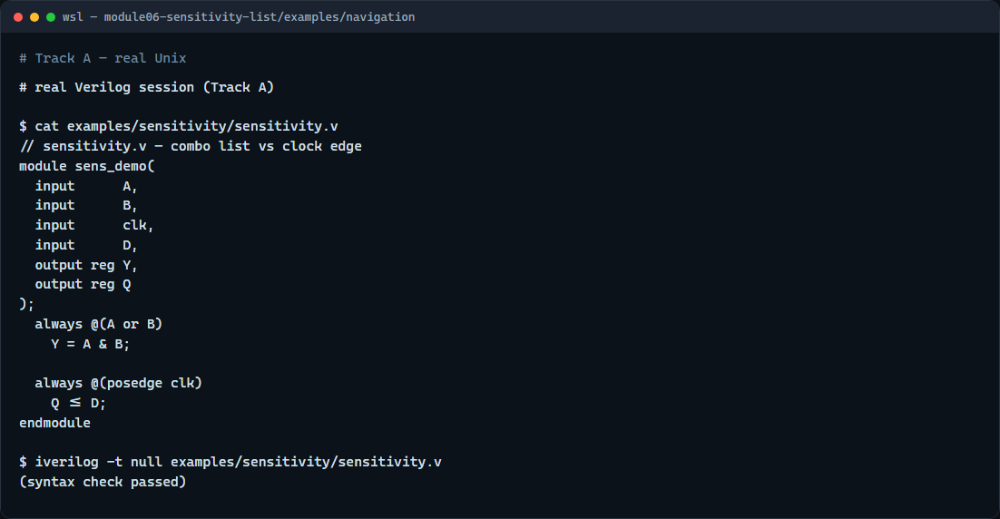 wsl — module06-sensitivity-list/examples/navigation
# Track A — real Unix
# real Verilog session (Track A)
$ cat examples/sensitivity/sensitivity.v
// sensitivity.v — combo list vs clock edge
module sens_demo(
  input      A,
  input      B,
  input      clk,
  input      D,
  output reg Y,
  output reg Q
);
  always @(A or B)
    Y = A & B;
  always @(posedge clk)
    Q <= D;
endmodule
$ iverilog -t null examples/sensitivity/sensitivity.v
(syntax check passed)